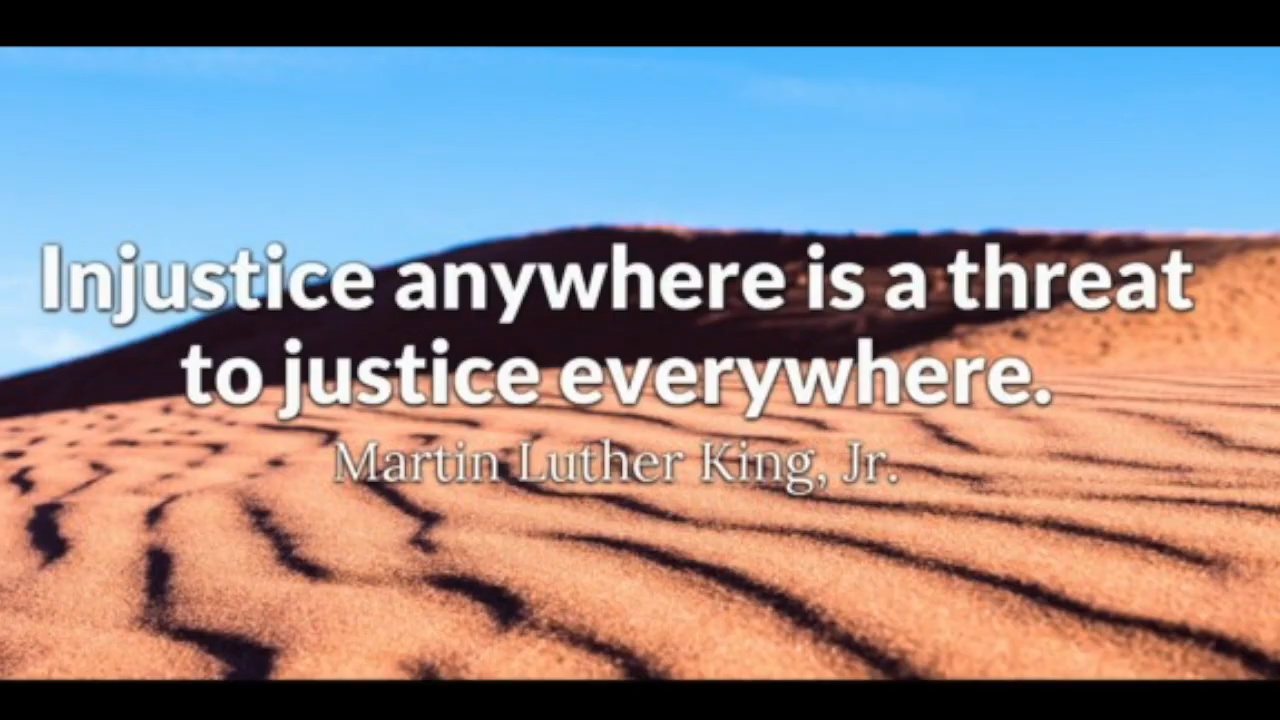 Injustice anywhere is a threat
to justice everywhere.
Martin Luther King, Jr.